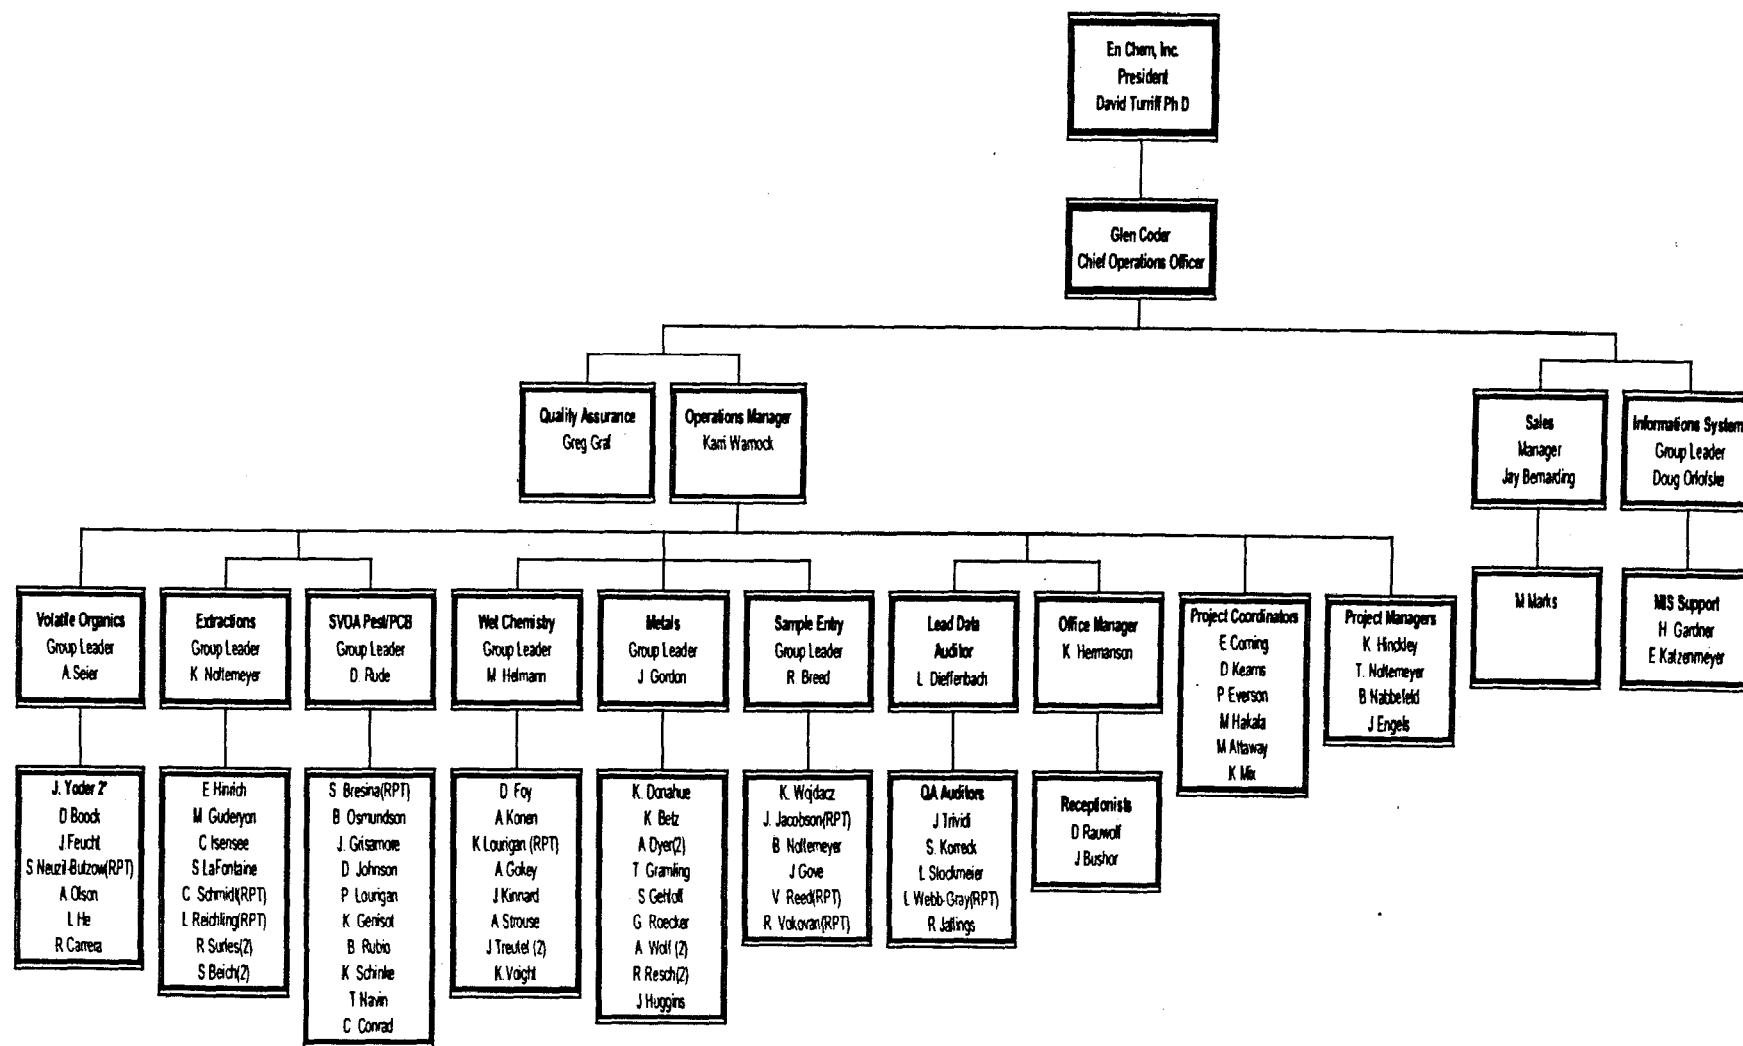 En Chem, Inc.
President
David Turriff Ph D
Glen Coder
Chief Operations Officer
Quality Assurance
Greg Graf
Operations Manager
Karri Warnock
Sales
Manager
Jay Bernarding
Informations System
Group Leader
Doug Orlofske
M Marks
MIS Support
H Gardner
E Katzenmeyer
Volatile Organics
Group Leader
A. Seier
Extractions
Group Leader
K Noltemeyer
SVOA Pest/PCB
Group Leader
D. Rude
Wet Chemistry
Group Leader
M Helmann
Metals
Group Leader
J. Gordon
Sample Entry
Group Leader
R. Breed
Lead Data
Auditor
L Dieffenbach
Office Manager
K Hermanson
Project Coordinators
E Corning
D Kearns
P Everson
M Hakala
M Attaway
K Mix
Project Managers
K Hinckley
T. Noltemeyer
B Nabbefeld
J Engels
J. Yoder 2"
D Boock
J. Feucht
S Neuzil-Butzow(RPT)
A Olson
L He
R Carrera
E Hinrich
M Guderyon
C Isensee
S LaFontaine
C Schmidt(RPT)
L Reichling(RPT)
R Surles(2)
S Beich(2)
S Bresina(RPT)
B Osmundson
J. Grisamore
D Johnson
P Lourigan
K Genisot
B Rubio
K Schinke
T Navin
C Conrad
D Foy
A Konen
K Lourigan (RPT)
A Gokey
J Kinnard
A Strouse
J Treutel (2)
K. Voight
K. Donahue
K Betz
A Dyer(2)
T Gramling
S Gehloff
G Roecker
A Wolf (2)
R Resch(2)
J Huggins
K. Wojdacz
J. Jacobson(RPT)
B Noltemeyer
J Gove
V Reed(RPT)
R Vokovan(RPT)
QA Auditors
J Trividi
S. Korreck
L Stockmeier
L Webb-Gray(RPT)
R Jallings
Receptionists
D Rauwolf
J Bushor